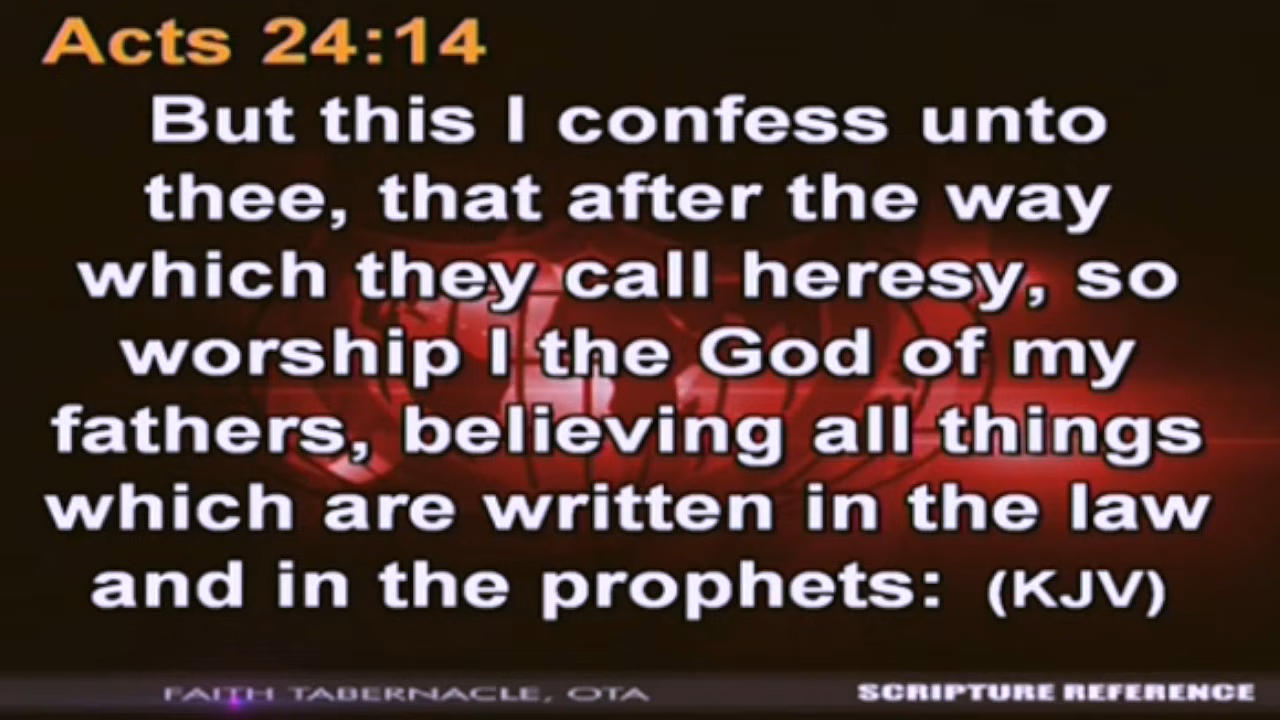 Acts 24:14
But this I confess unto
thee, that after the way
which they call heresy, so
worship I the God of my
fathers, believing all things
which are written in the law
and in the prophets: (KJV)
FAITH TABERNACLE, OTA
SCRIPTURE REFERENCE